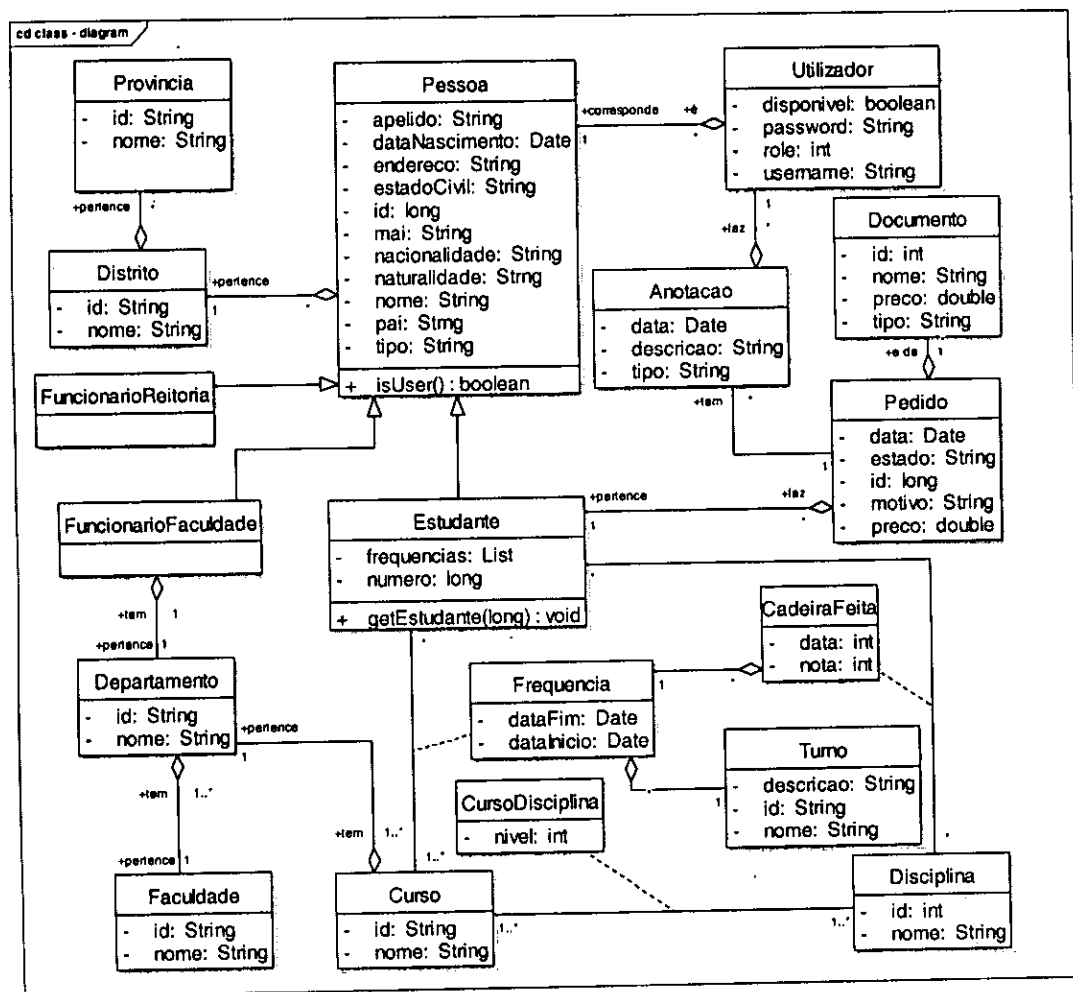 cd class - diagram
Provincia
- id: String
- nome: String
+pertence
Distrito
- id: String
- nome: String
+pertence
1
Pessoa
- apelido: String
- dataNascimento: Date
- endereco: String
- estadoCivil: String
- id: long
- mai: String
- nacionalidade: String
- naturalidade: Strng
- nome: String
- pai: Strng
- tipo: String
+ isUser() : boolean
+corresponde
+é
1
Utilizador
- disponivel: boolean
- password: String
- role: int
- username: String
1
+faz
Anotacao
- data: Date
- descricao: String
- tipo: String
+tem
1
Documento
- id: int
- nome: String
- preco: double
- tipo: String
+e de
1
Pedido
- data: Date
- estado: String
- id: long
- motivo: String
- preco: double
+pertence
+faz
1
FuncionarioReitoria
FuncionarioFaculdade
+tem
1
+pertence
1
Estudante
- frequencias: List
- numero: long
+ getEstudante(long) : void
CadeiraFeita
- data: int
- nota: int
Departamento
- id: String
- nome: String
+pertence
1
+tem
1..*
+pertence
1
Frequência
- dataFim: Date
- dataInicio: Date
1
Turno
- descricao: String
- id: String
- nome: String
1
CursoDisciplina
- nivel: int
+tem
1..*
1..*
Faculdade
- id: String
- nome: String
Curso
- id: String
- nome: String
1..*
1..*
Disciplina
- id: int
- nome: String